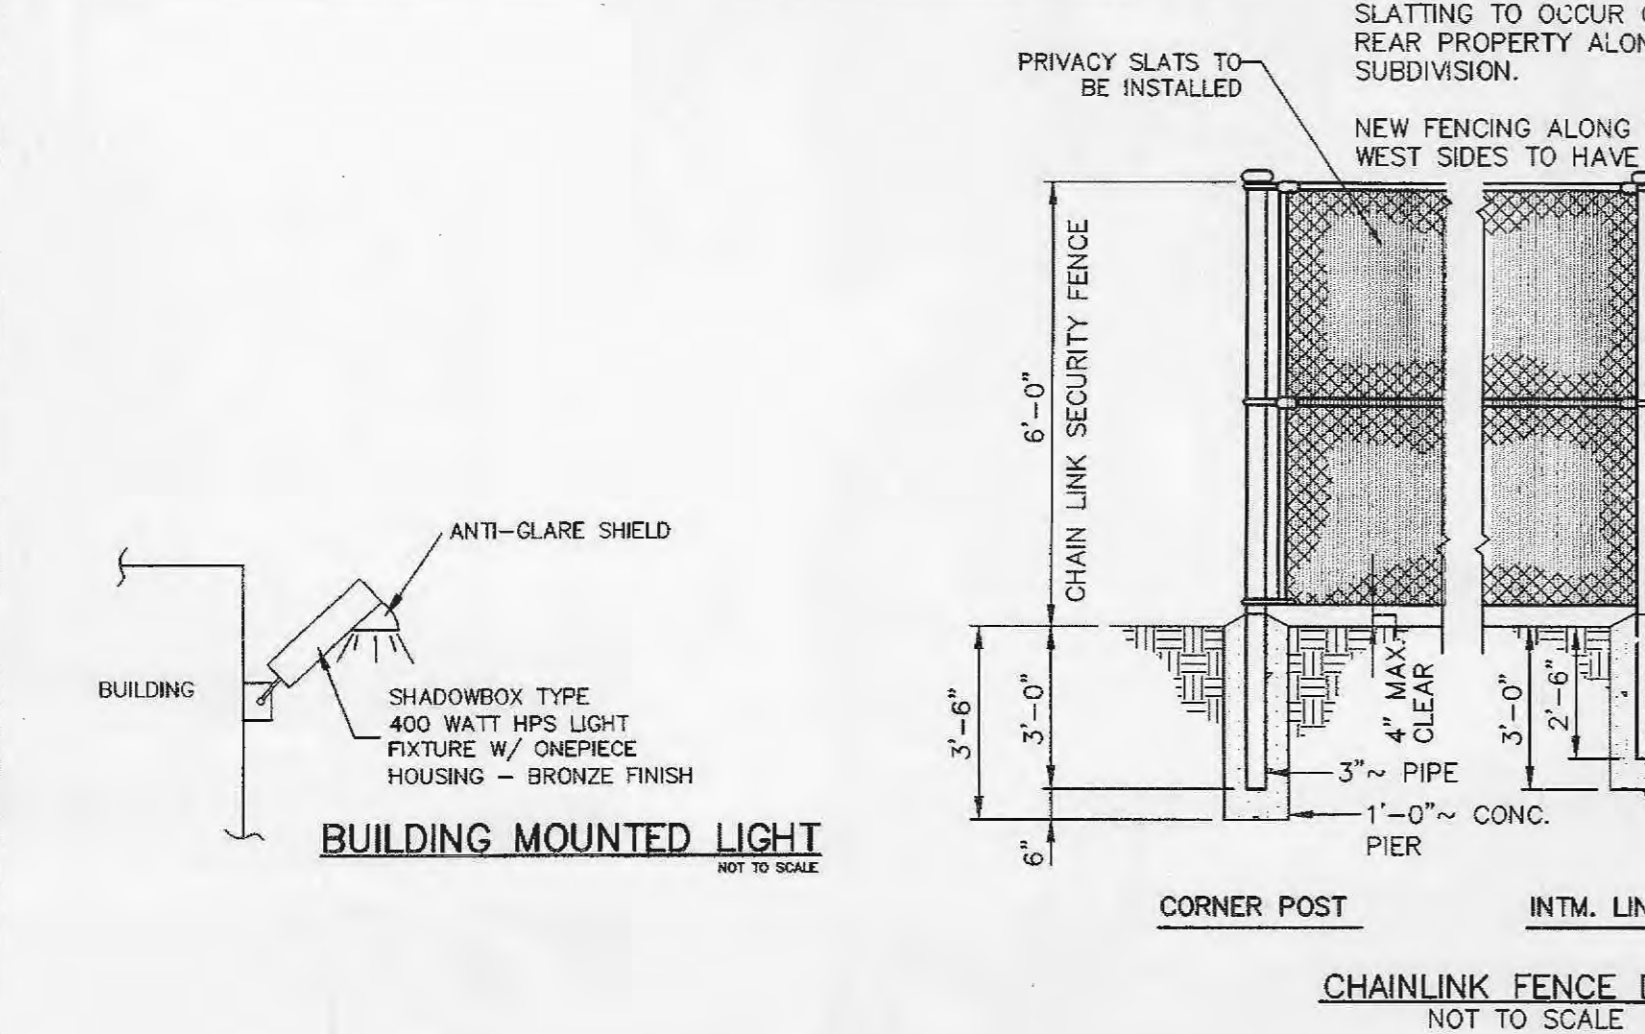 ANTI-GLARE SHIELD
BUILDING
SHADOWBOX TYPE
400 WATT HPS LIGHT
FIXTURE W/ ONEPIECE
HOUSING - BRONZE FINISH
BUILDING MOUNTED LIGHT
NOT TO SCALE
SLATTING TO OCCUR
REAR PROPERTY
SUBDIVISION.
PRIVACY SLATS TO
BE INSTALLED
NEW FENCING ALONG
WEST SIDES TO HAVE
6'-0"
CHAIN LINK SECURITY FENCE
3'-6"
3'-0"
6"
4" MAX.
CLEAR
3'-0"
2'-6"
3"~ PIPE
1'-0"~ CONC.
PIER
CORNER POST
INTM.
CHAINLINK FENCE
NOT TO SCALE